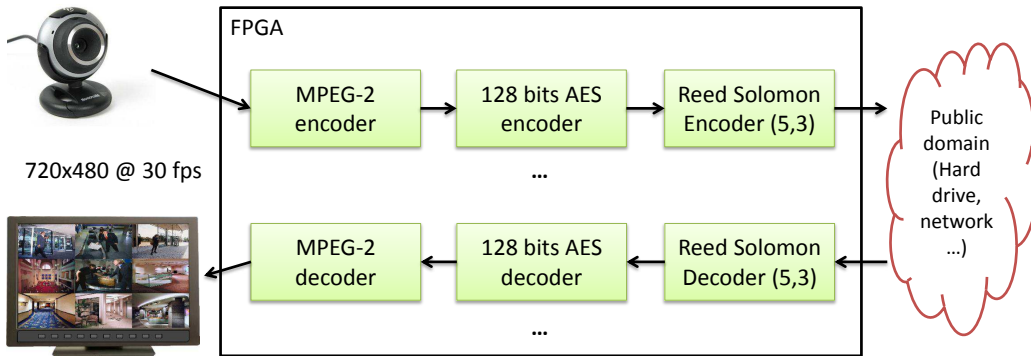 FPGA
MPEG-2
encoder
128 bits AES
encoder
Reed Solomon
Encoder (5,3)
...
Public
domain
(Hard
drive,
network
...)
720x480 @ 30 fps
MPEG-2
decoder
128 bits AES
decoder
Reed Solomon
Decoder (5,3)
...